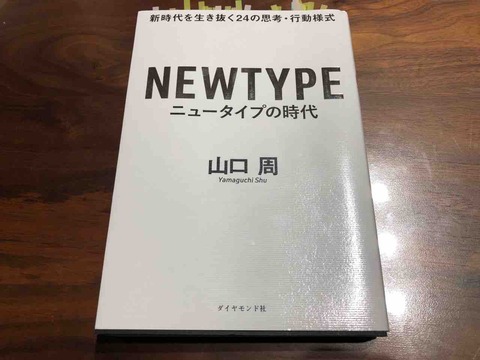 新時代を生き抜く24の思考・行動様式
NEWTYPE
ニュータイプの時代
山口 周
Yamaguchi Shu
ダイヤモンド社